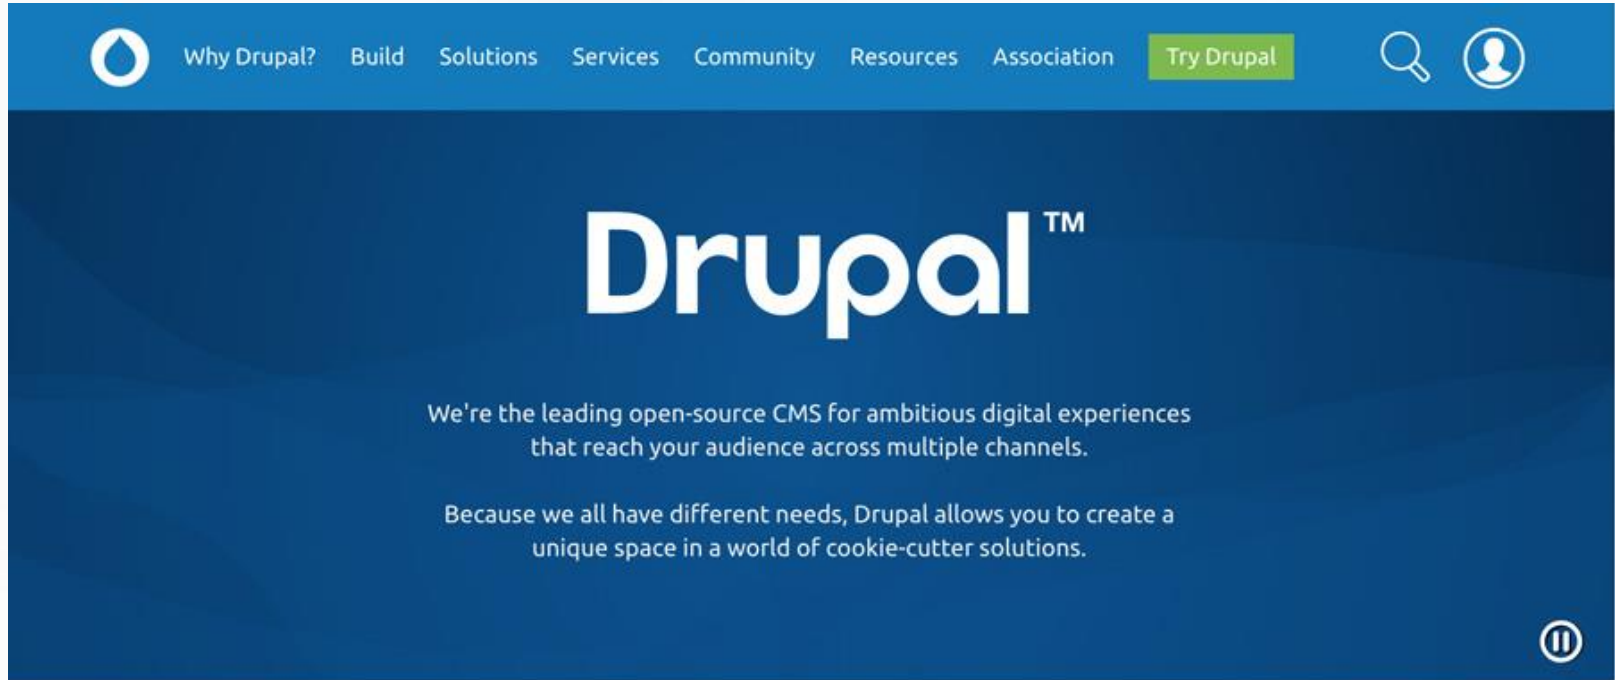 Why Drupal? Build Solutions Services Community Resources Association Try Drupal
Drupal™
We're the leading open-source CMS for ambitious digital experiences
that reach your audience across multiple channels.
Because we all have different needs, Drupal allows you to create a
unique space in a world of cookie-cutter solutions.